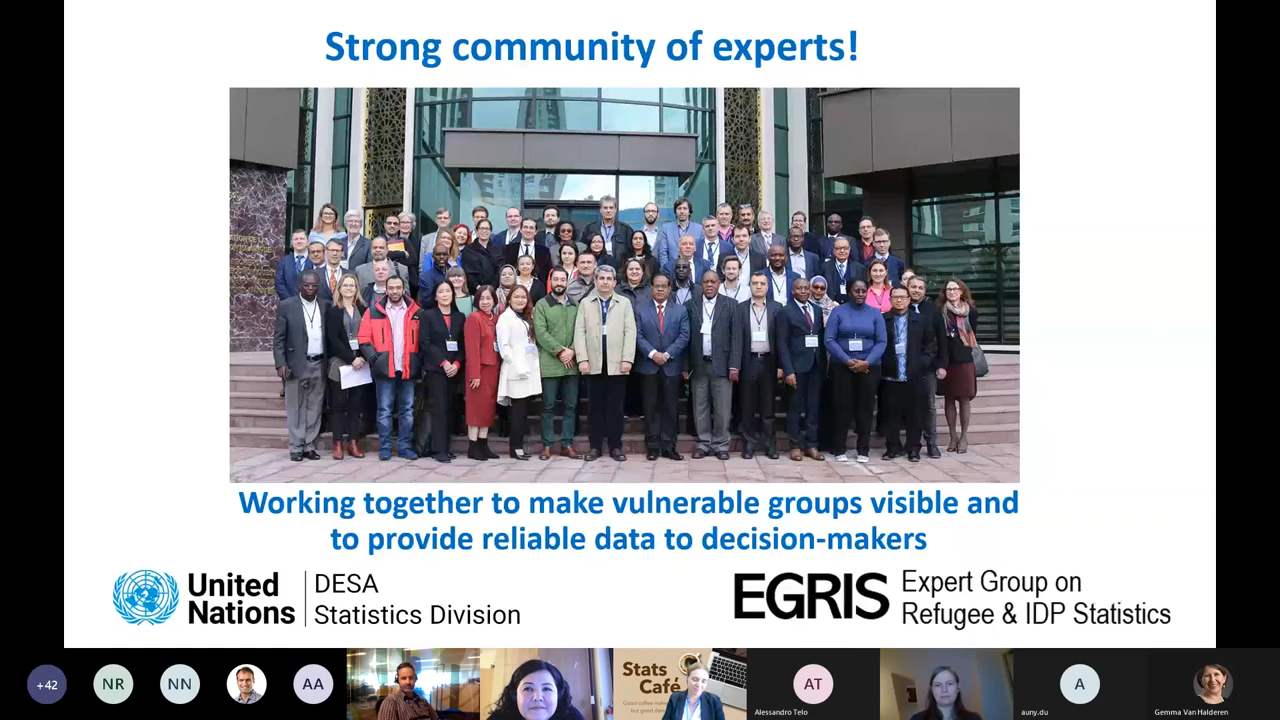 Strong community of experts!
Working together to make vulnerable groups visible and
to provide reliable data to decision-makers
United
Nations
DESA
Statistics Division
EGRIS
Expert Group on
Refugee & IDP Statistics
+42
NR
NN
AA
Stats
Café
AT
Alessandro Telo
A
auny.du
Gemma Van Halderen